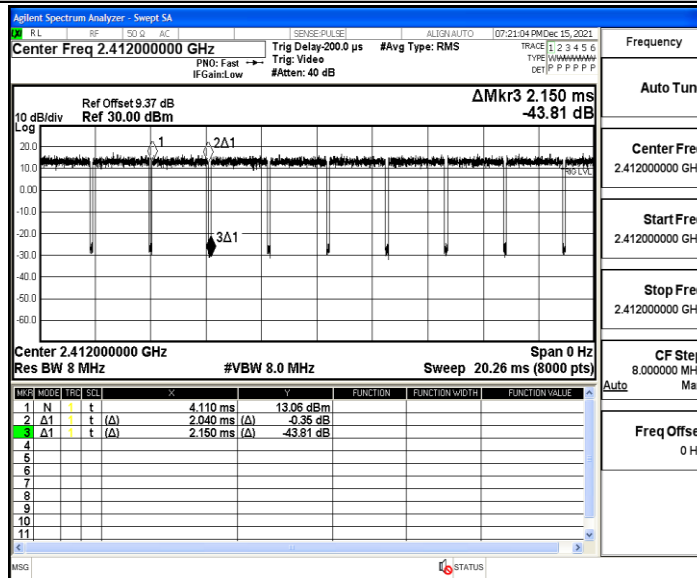 Agilent Spectrum Analyzer - Swept SA
RL RF 50 Ω AC SENSE:PULSE ALIGN AUTO 07:21:04 PM Dec 15, 2021
Center Freq 2.412000000 GHz
PNO: Fast
IFGain:Low
Trig Delay-200.0 µs
Trig: Video
#Atten: 40 dB
#Avg Type: RMS
TRACE 1 2 3 4 5 6
TYPE WWWWWW
DET P P P P P P
Ref Offset 9.37 dB
10 dB/div Ref 30.00 dBm
Log
ΔMkr3 2.150 ms
-43.81 dB
20.0
10.0
0.00
-10.0
-20.0
-30.0
-40.0
-50.0
-60.0
1
2Δ1
TRIG LVL
3Δ1
Center 2.412000000 GHz Span 0 Hz
Res BW 8 MHz #VBW 8.0 MHz Sweep 20.26 ms (8000 pts)
MKR MODE TRC SCL X Y FUNCTION FUNCTION WIDTH FUNCTION VALUE
1 N 1 t 4.110 ms 13.06 dBm
2 Δ1 1 t (Δ) 2.040 ms (Δ) -0.35 dB
3 Δ1 1 t (Δ) 2.150 ms (Δ) -43.81 dB
4
5
6
7
8
9
10
11
MSG STATUS
Frequency
Auto Tun
Center Fre
2.412000000 GH
Start Fre
2.412000000 GH
Stop Fre
2.412000000 GH
CF Step
8.000000 MH
Auto Ma
Freq Offse
0 H